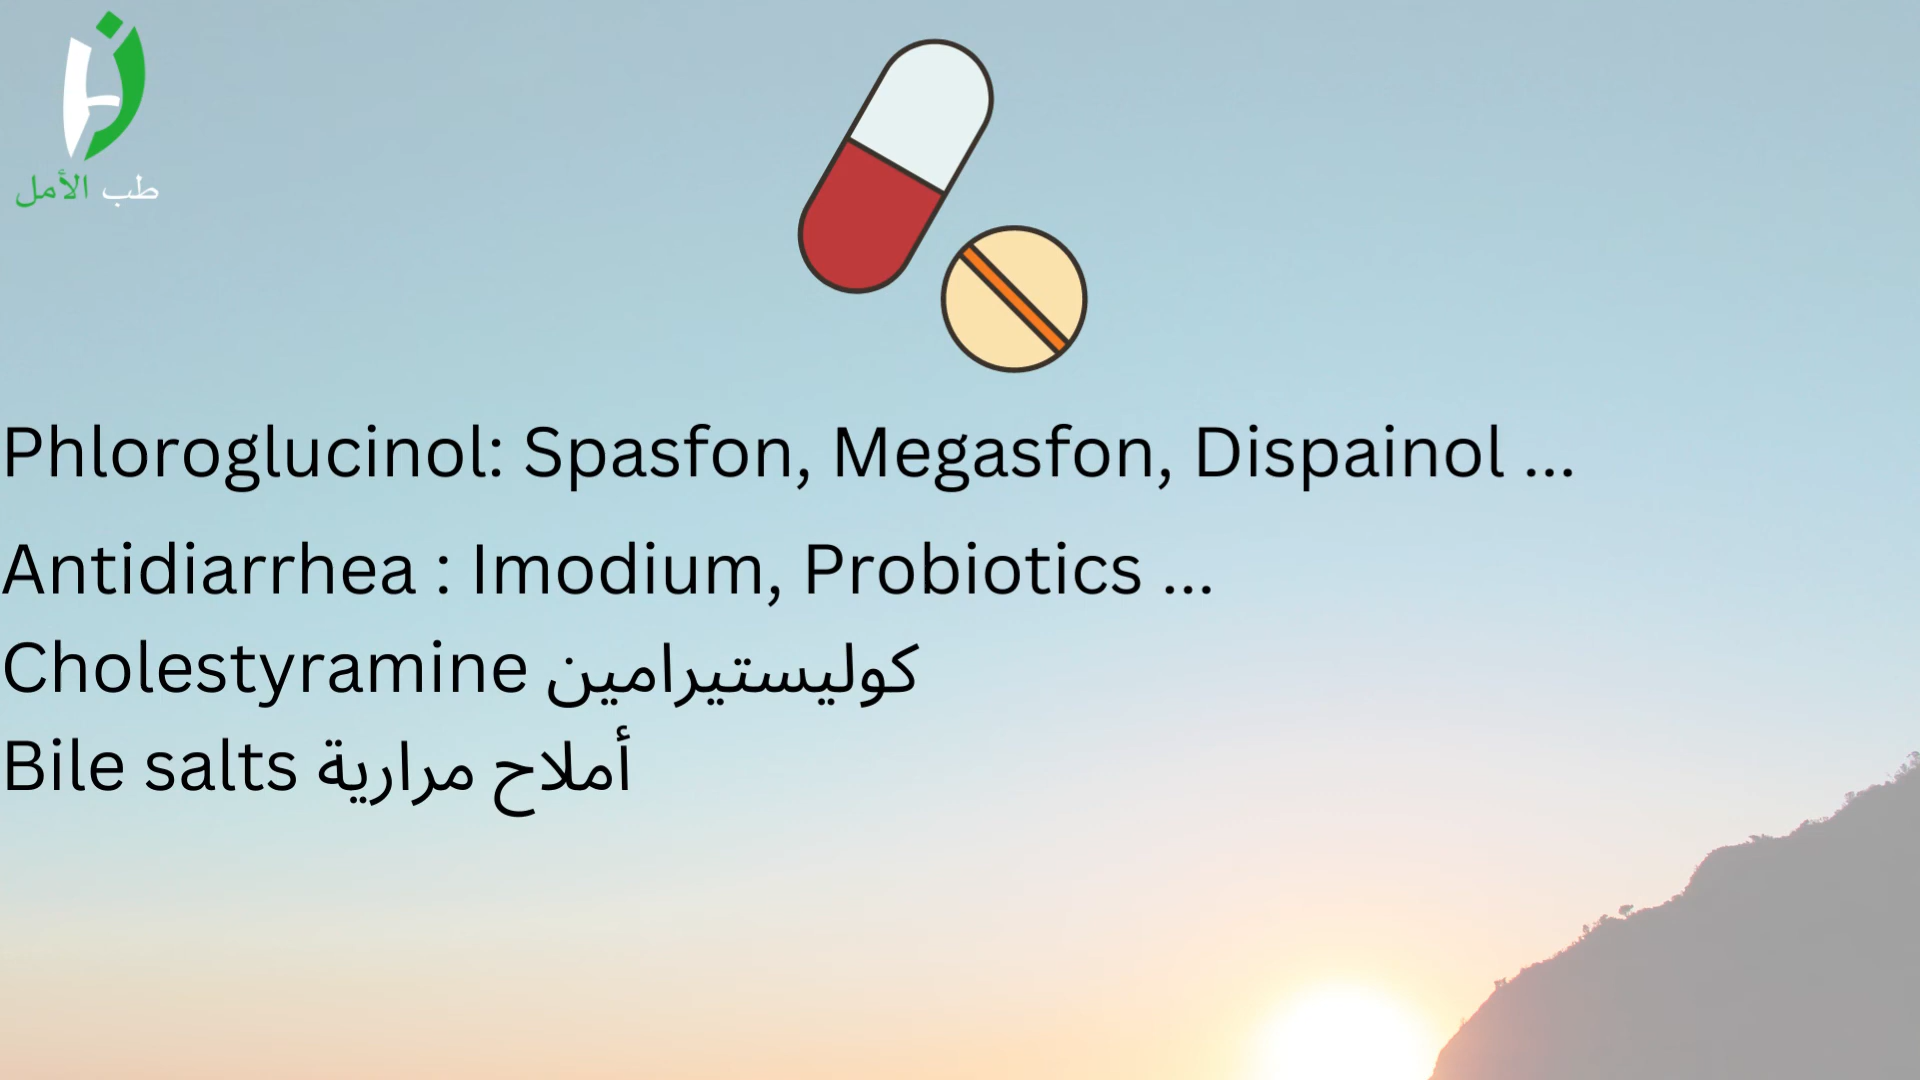 طب الأمل
Phloroglucinol: Spasfon, Megasfon, Dispainol ...
Antidiarrhea : Imodium, Probiotics ...
Cholestyramine كوليستيرامين
Bile salts أملاح مرارية